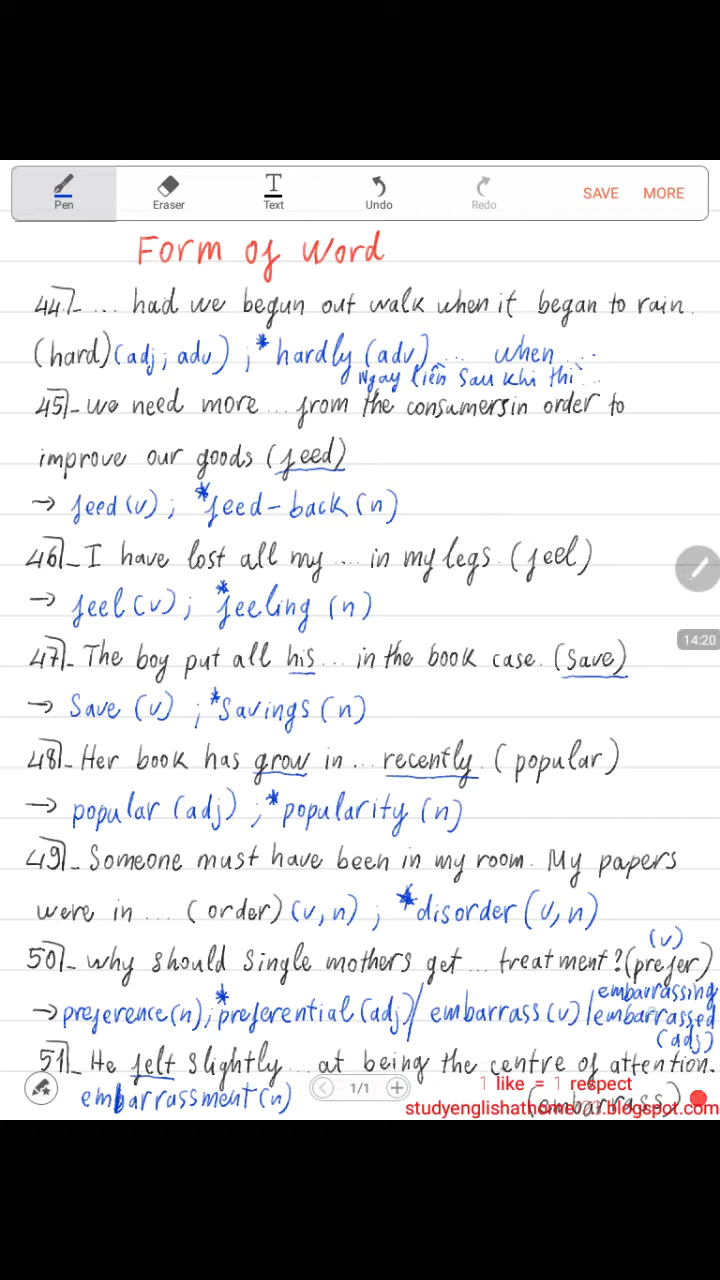 Pen
Eraser
Text
Undo
Redo
SAVE
MORE
Form of Word
44/- ... had we begun out walk when it began to rain.
(hard) (adj, adv) ; * hardly (adv) ... when ...
Ngay liền sau khi thì ...
45/- We need more ... from the consumers in order to
improve our goods (feed)
→ feed (v) ; * feed-back (n)
46/- I have lost all my ... in my legs. (feel)
→ feel (v) ; * feeling (n)
14:20
47/- The boy put all his ... in the book case. (Save)
→ Save (v) ; * Savings (n)
48/- Her book has grow in ... recently. (popular)
→ popular (adj) ; * popularity (n)
49/- Someone must have been in my room. My papers
were in ... (order) (v, n) ; * disorder (v, n)
(v)
50/- Why should single mothers get ... treatment? (prefer)
→ preference (n) ; * preferential (adj) / embarrass (v) / embarrassing
embarrassed
(adj)
51/- He felt slightly ... at being the centre of attention.
embarrassment (n)
1/1
1 like = 1 respect
(embarrass)